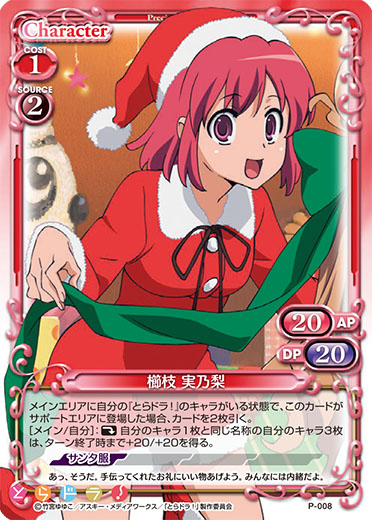 Prec
Character
COST
1
SOURCE
2
20 AP
DP 20
櫛枝 実乃梨
メインエリアに自分の『とらドラ!』のキャラがいる状態で、このカードが
サポートエリアに登場した場合、カードを2枚引く。
[メイン/自分]: 自分のキャラ1枚と同じ名称の自分のキャラ3枚
は、ターン終了時まで+20/+20を得る。
サンタ服
あっ、そうだ。手伝ってくれたお礼にいい物あげよう。みんなには内緒だよ。
とらドラ!
©竹宮ゆゆこ/アスキー・メディアワークス/「とらドラ!」製作委員会
P-008